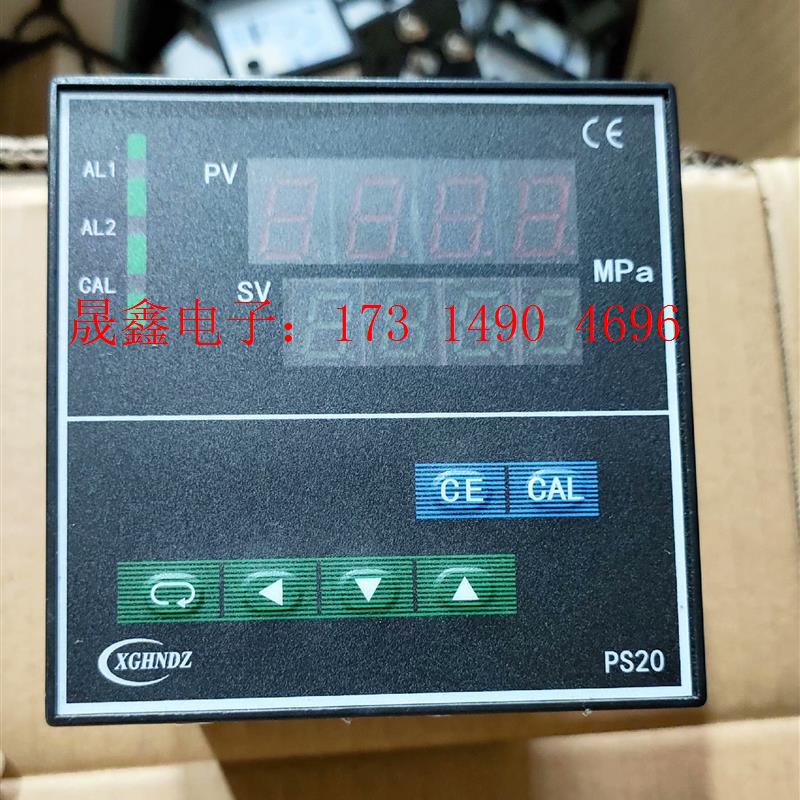 CE
AL1
PV
AL2
MPa
CAL
SV
晟鑫电子：173 1490 4696
CE CAL
XGHNDZ
PS20